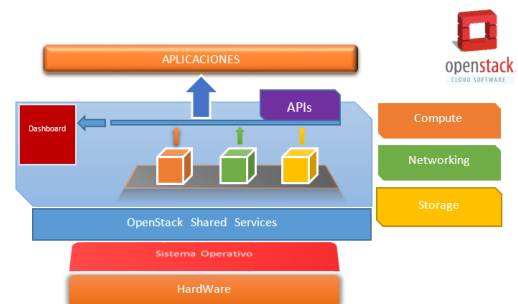 APLICACIONES
openstack
CLOUD SOFTWARE
APIs
Dashboard
Compute
Networking
Storage
OpenStack Shared Services
Sistema Operativo
HardWare